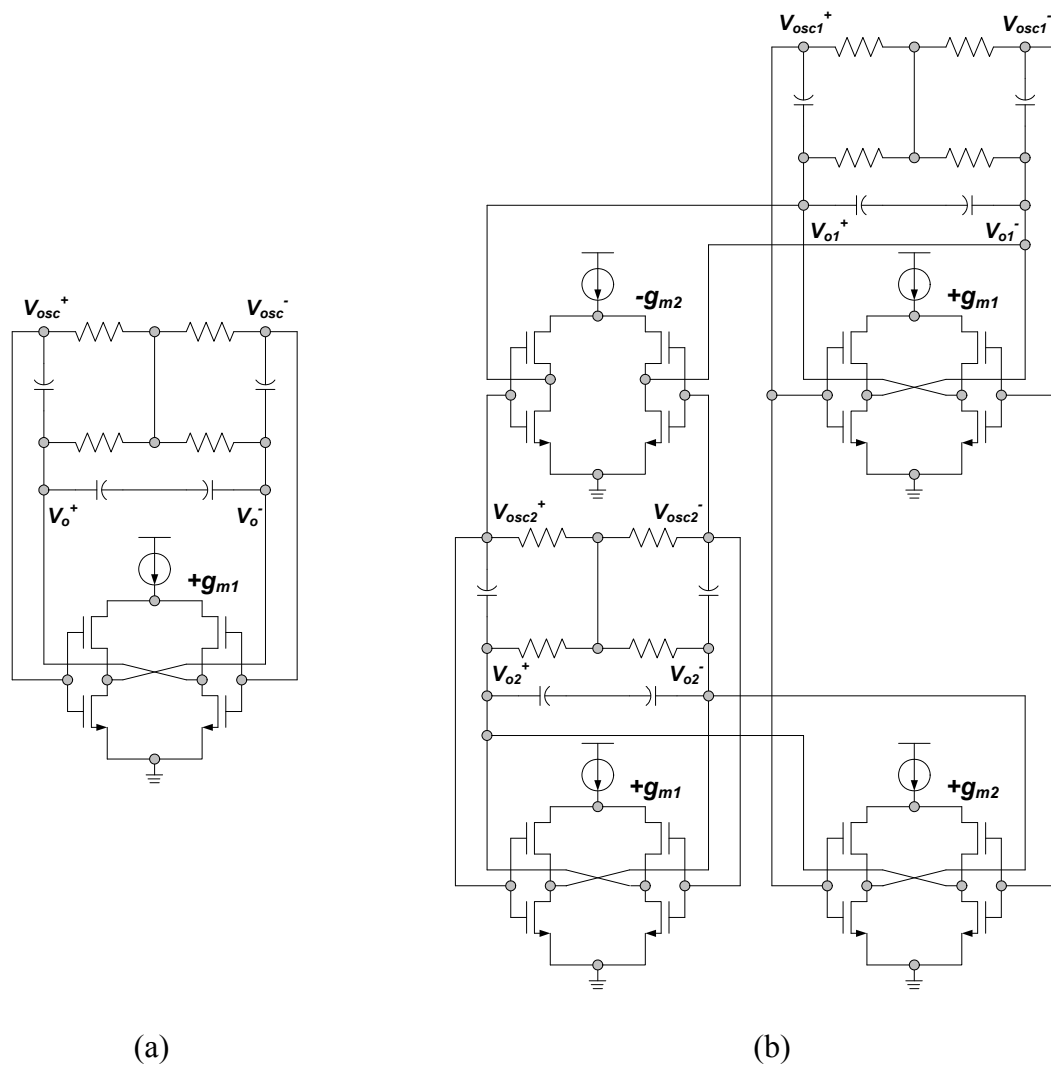 Vosc1+ Vosc1-
Vo1+ Vo1-
-gm2 +gm1
Vosc+ Vosc-
Vo+ Vo-
+gm1
Vosc2+ Vosc2-
Vo2+ Vo2-
+gm1 +gm2
(a) (b)